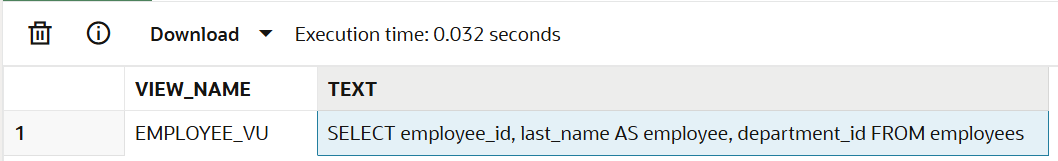 Download Execution time: 0.032 seconds
VIEW_NAME TEXT
1 EMPLOYEE_VU SELECT employee_id, last_name AS employee, department_id FROM employees